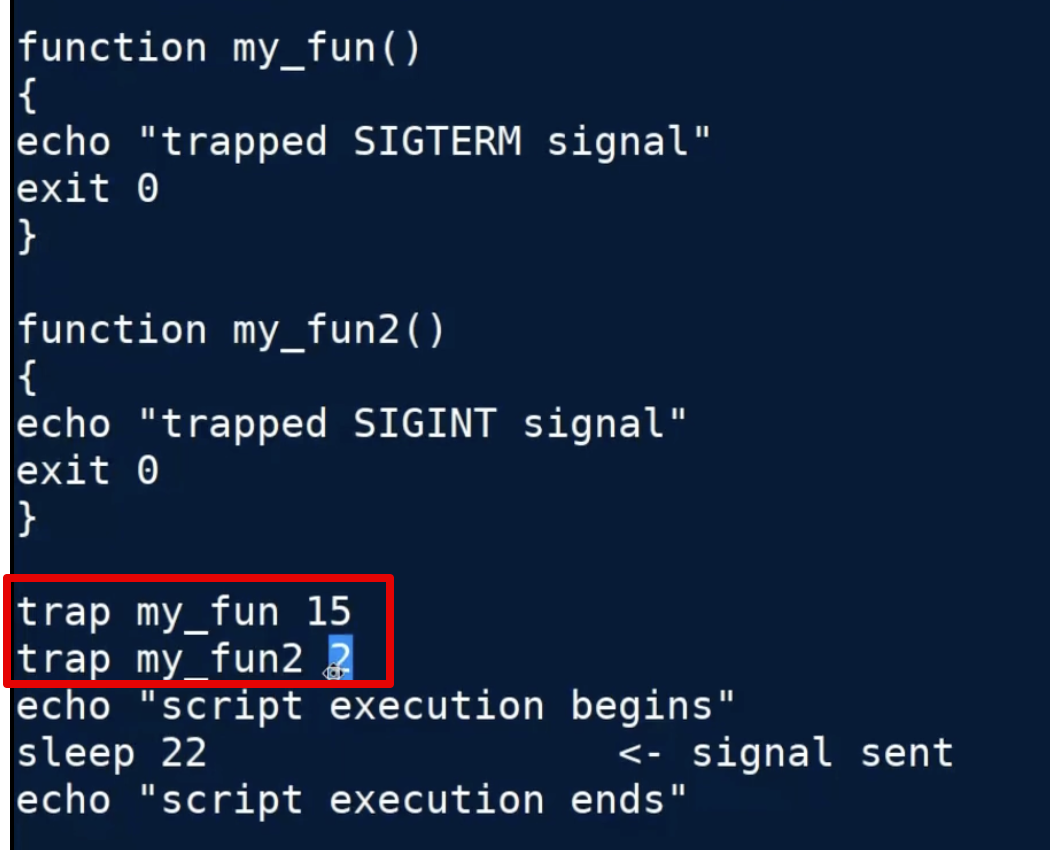 function my_fun()
{
echo "trapped SIGTERM signal"
exit 0
}
function my_fun2()
{
echo "trapped SIGINT signal"
exit 0
}
trap my_fun 15
trap my_fun2 2
echo "script execution begins"
sleep 22 <- signal sent
echo "script execution ends"